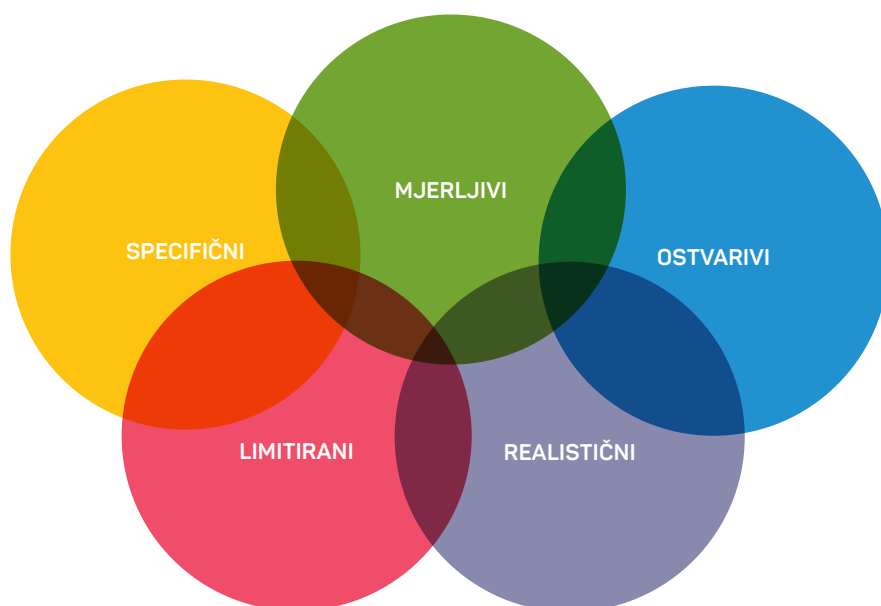 MJERLJIVI
SPECIFIČNI
OSTVARIVI
LIMITIRANI
REALISTIČNI